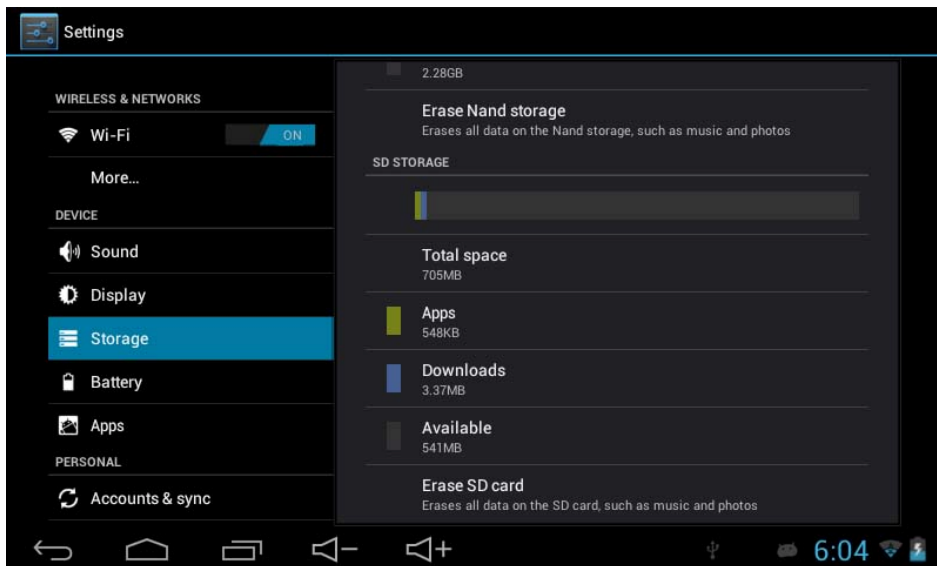 Settings
WIRELESS & NETWORKS
Wi-Fi
ON
More...
DEVICE
Sound
Display
Storage
Battery
Apps
PERSONAL
Accounts & sync
2.28GB
Erase Nand storage
Erases all data on the Nand storage, such as music and photos
SD STORAGE
Total space
705MB
Apps
548KB
Downloads
3.37MB
Available
541MB
Erase SD card
Erases all data on the SD card, such as music and photos
6:04